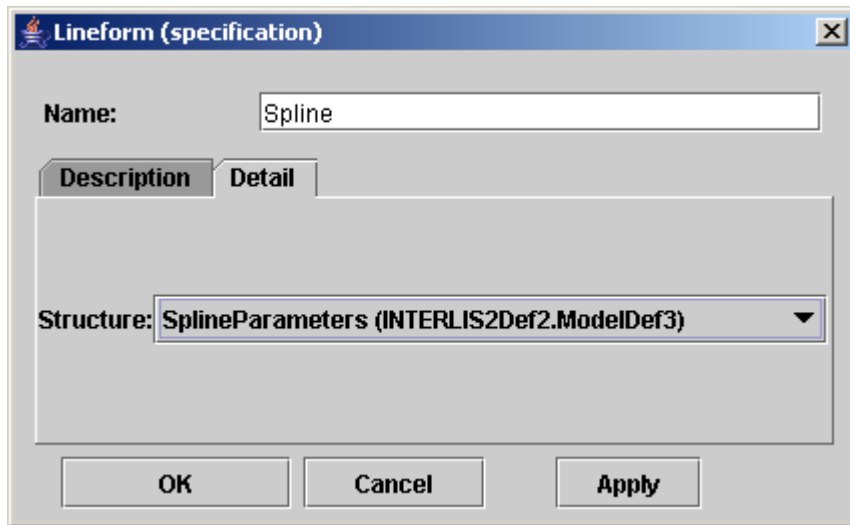 Lineform (specification)
Name: Spline
Description Detail
Structure: SplineParameters (INTERLIS2Def2.ModelDef3)
OK Cancel Apply